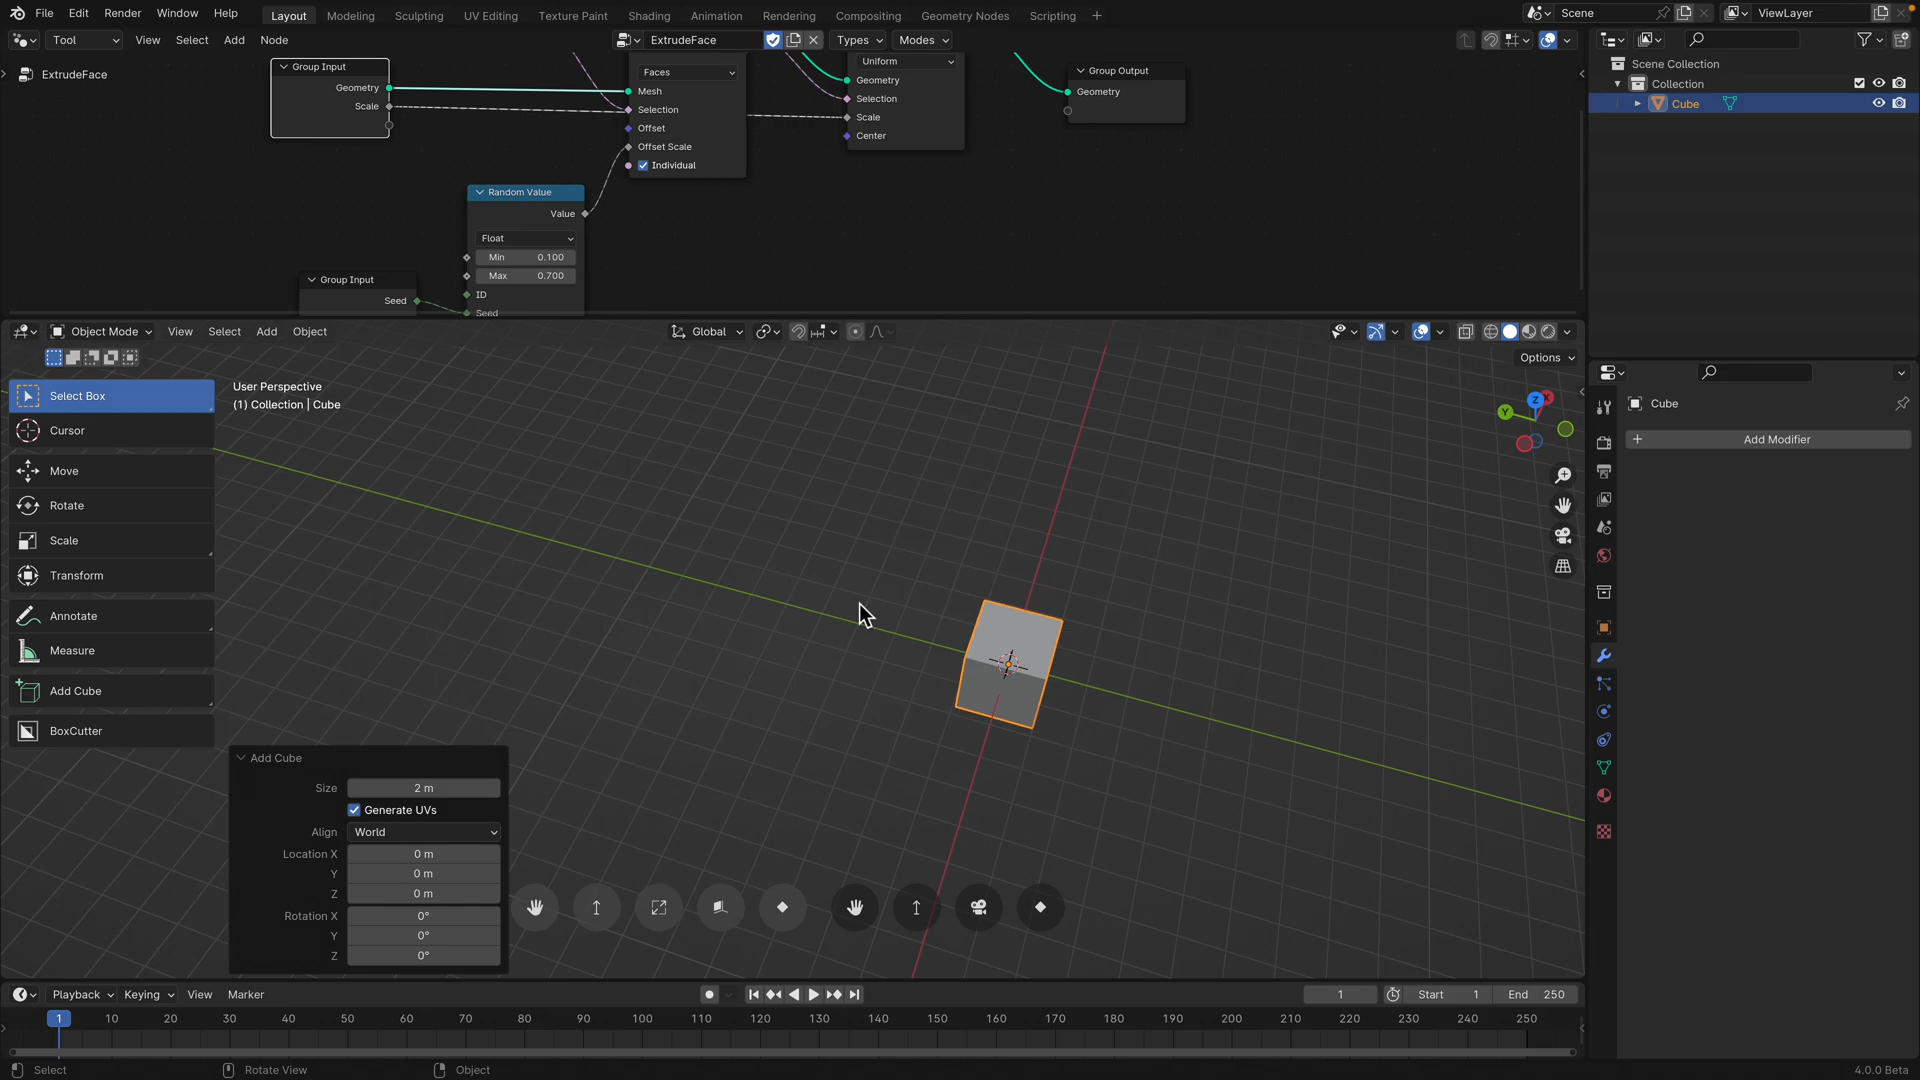 File Edit Render Window Help Layout Modeling Sculpting UV Editing Texture Paint Shading Animation Rendering Compositing Geometry Nodes Scripting + Scene ViewLayer
Tool View Select Add Node ExtrudeFace Types Modes
ExtrudeFace
Scene Collection
Collection
Cube
Group Input
Geometry
Scale
Faces
Mesh
Selection
Offset
Offset Scale
Individual
Uniform
Geometry
Selection
Scale
Center
Group Output
Geometry
Random Value
Value
Float
Min 0.100
Max 0.700
ID
Seed
Group Input
Seed
Object Mode View Select Add Object Global
Options
Select Box
Cursor
Move
Rotate
Scale
Transform
Annotate
Measure
Add Cube
BoxCutter
User Perspective
(1) Collection | Cube
Z
X
Y
Cube
+ Add Modifier
Add Cube
Size 2 m
Generate UVs
Align World
Location X 0 m
Y 0 m
Z 0 m
Rotation X 0°
Y 0°
Z 0°
Playback Keying View Marker 1 Start 1 End 250
1 10 20 30 40 50 60 70 80 90 100 110 120 130 140 150 160 170 180 190 200 210 220 230 240 250
Select Rotate View Object 4.0.0 Beta